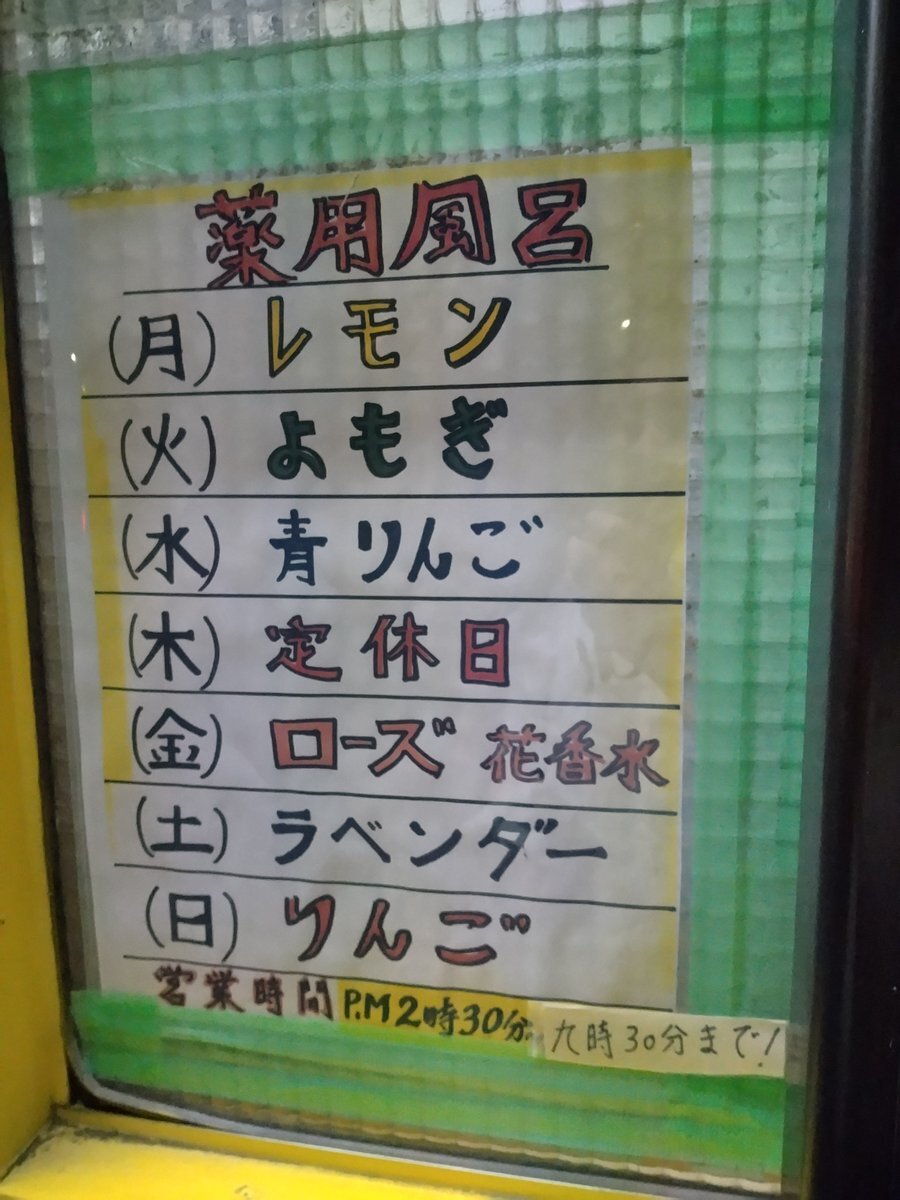 薬用風呂
(月) レモン
(火) よもぎ
(水) 青りんご
(木) 定休日
(金) ローズ 花香水
(土) ラベンダー
(日) りんご
営業時間 P.M2時30分 九時30分まで!